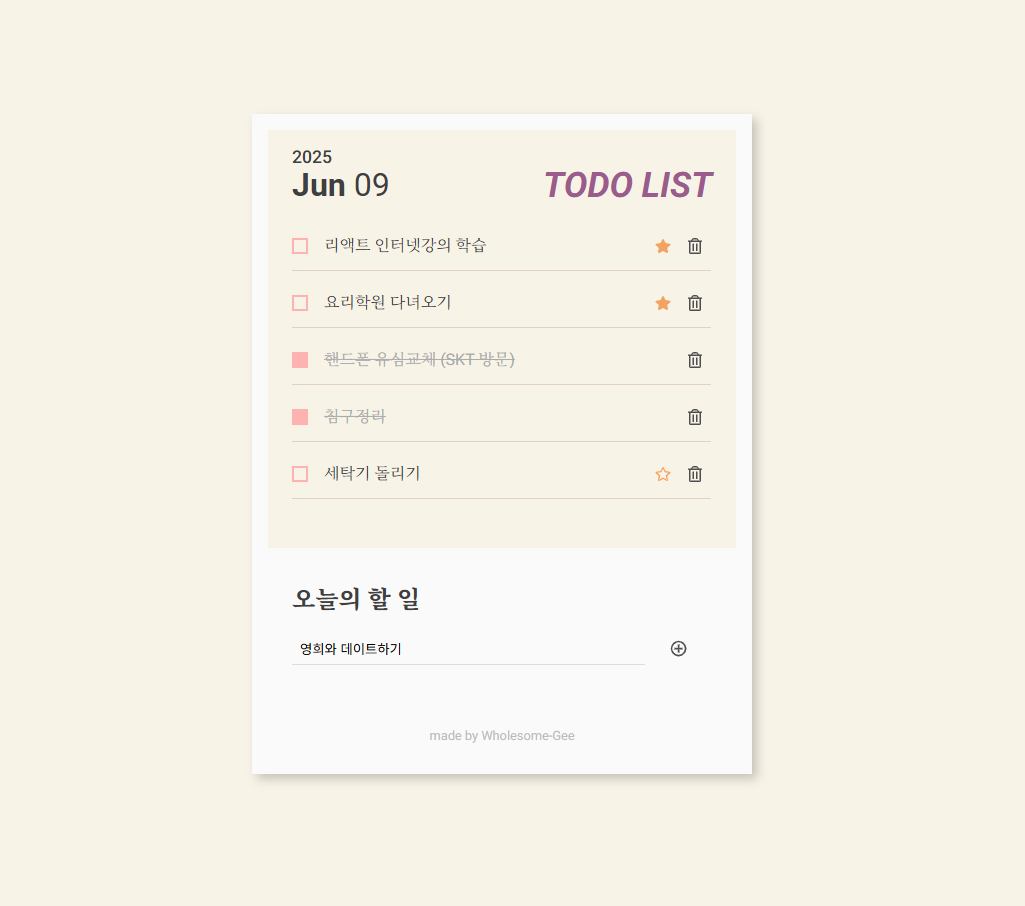 2025
Jun 09
TODO LIST
리액트 인터넷강의 학습
요리학원 다녀오기
핸드폰 유심교체 (SKT 방문)
침구정리
세탁기 돌리기
오늘의 할 일
영희와 데이트하기
made by Wholesome-Gee